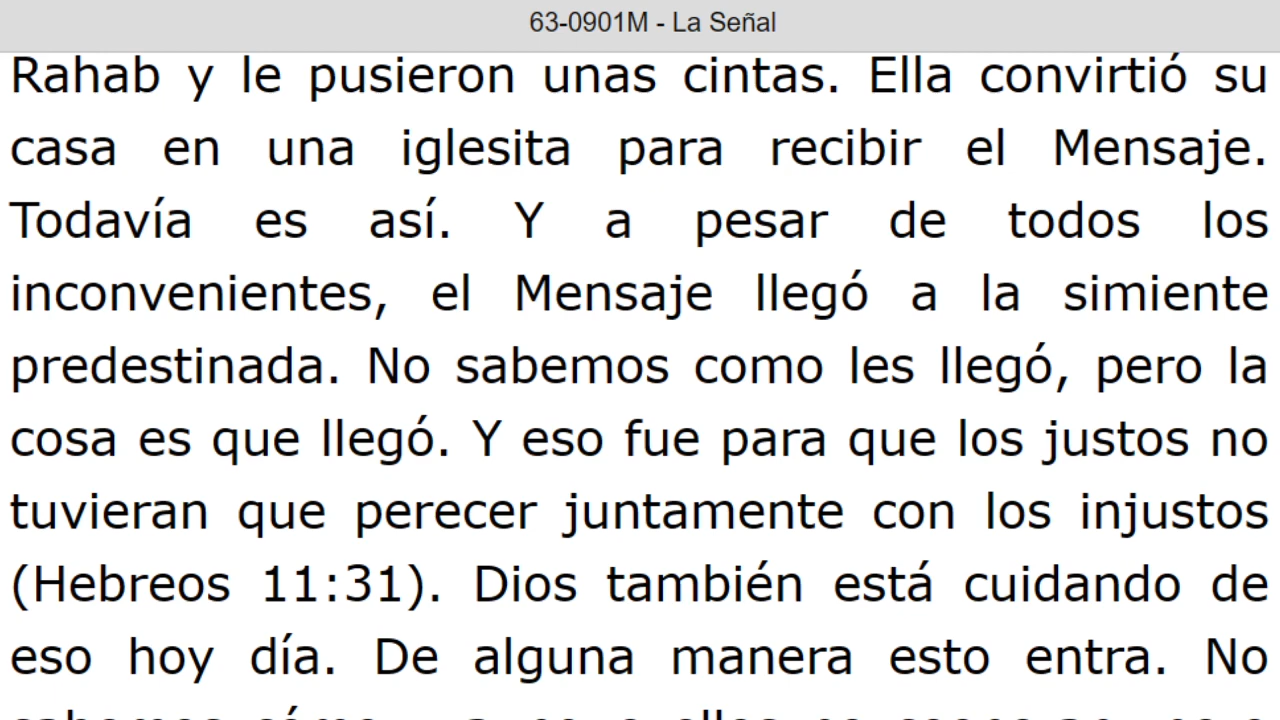 63-0901M - La Señal
Rahab y le pusieron unas cintas. Ella convirtió su
casa en una iglesita para recibir el Mensaje.
Todavía es así. Y a pesar de todos los
inconvenientes, el Mensaje llegó a la simiente
predestinada. No sabemos como les llegó, pero la
cosa es que llegó. Y eso fue para que los justos no
tuvieran que perecer juntamente con los injustos
(Hebreos 11:31). Dios también está cuidando de
eso hoy día. De alguna manera esto entra. No